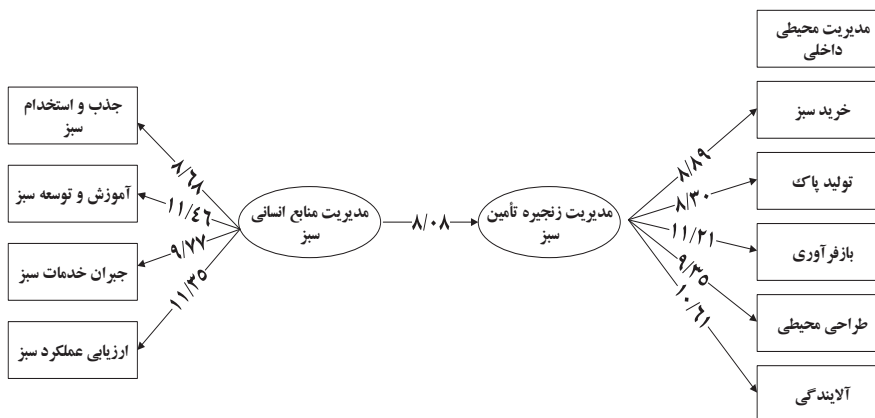 مدیریت محیطی
داخلی
خرید سبز
تولید پاک
بازفرآوری
طراحی محیطی
آلایندگی
۸/۸۹
۸/۳۰
۱۱/۲۱
۹/۳۵
۱۰/۶۱
مدیریت زنجیره تأمین
سبز
۸/۰۸
مدیریت منابع انسانی
سبز
۸/۶۸
۱۱/۴۶
۹/۷۷
۱۱/۳۵
جذب و استخدام
سبز
آموزش و توسعه سبز
جبران خدمات سبز
ارزیابی عملکرد سبز